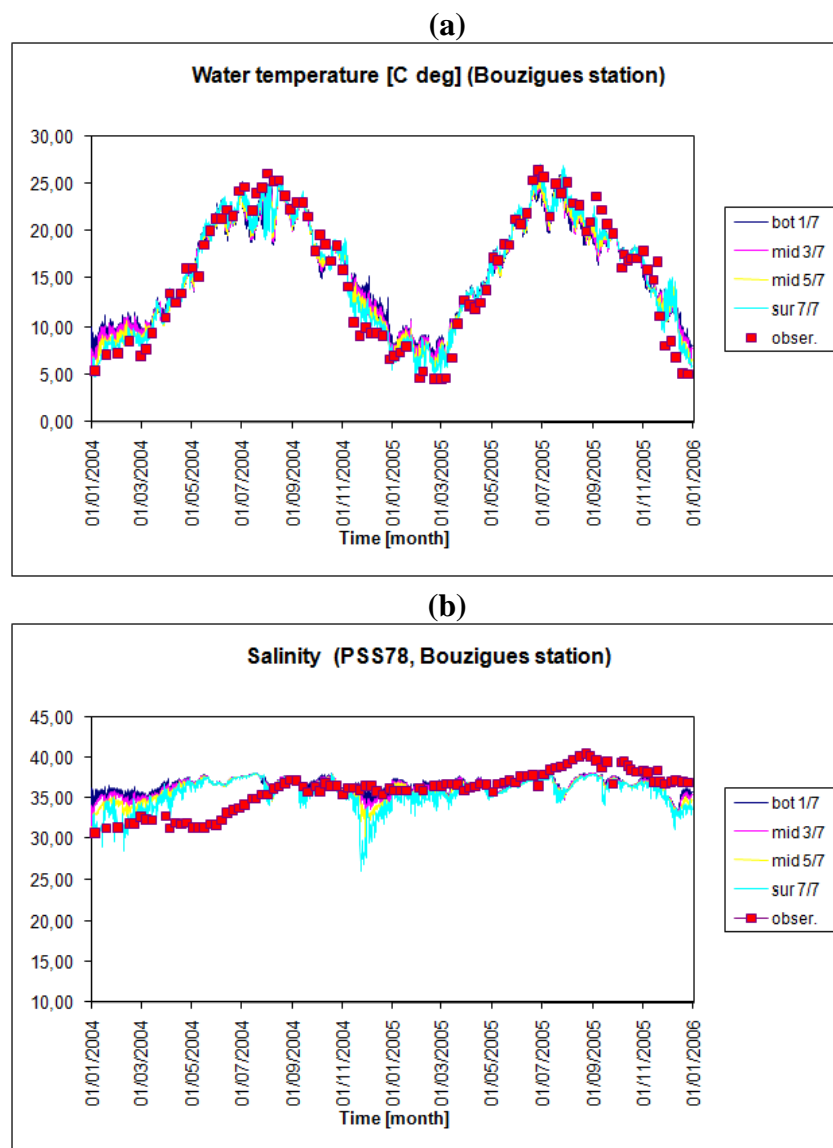 (a)
Water temperature [C deg] (Bouzigues station)
30,00
25,00
20,00
15,00
10,00
5,00
0,00
01/01/2004
01/03/2004
01/05/2004
01/07/2004
01/09/2004
01/11/2004
01/01/2005
01/03/2005
01/05/2005
01/07/2005
01/09/2005
01/11/2005
01/01/2006
Time [month]
bot 1/7
mid 3/7
mid 5/7
sur 7/7
obser.
(b)
Salinity (PSS78, Bouzigues station)
45,00
40,00
35,00
30,00
25,00
20,00
15,00
10,00
01/01/2004
01/03/2004
01/05/2004
01/07/2004
01/09/2004
01/11/2004
01/01/2005
01/03/2005
01/05/2005
01/07/2005
01/09/2005
01/11/2005
01/01/2006
Time [month]
bot 1/7
mid 3/7
mid 5/7
sur 7/7
obser.